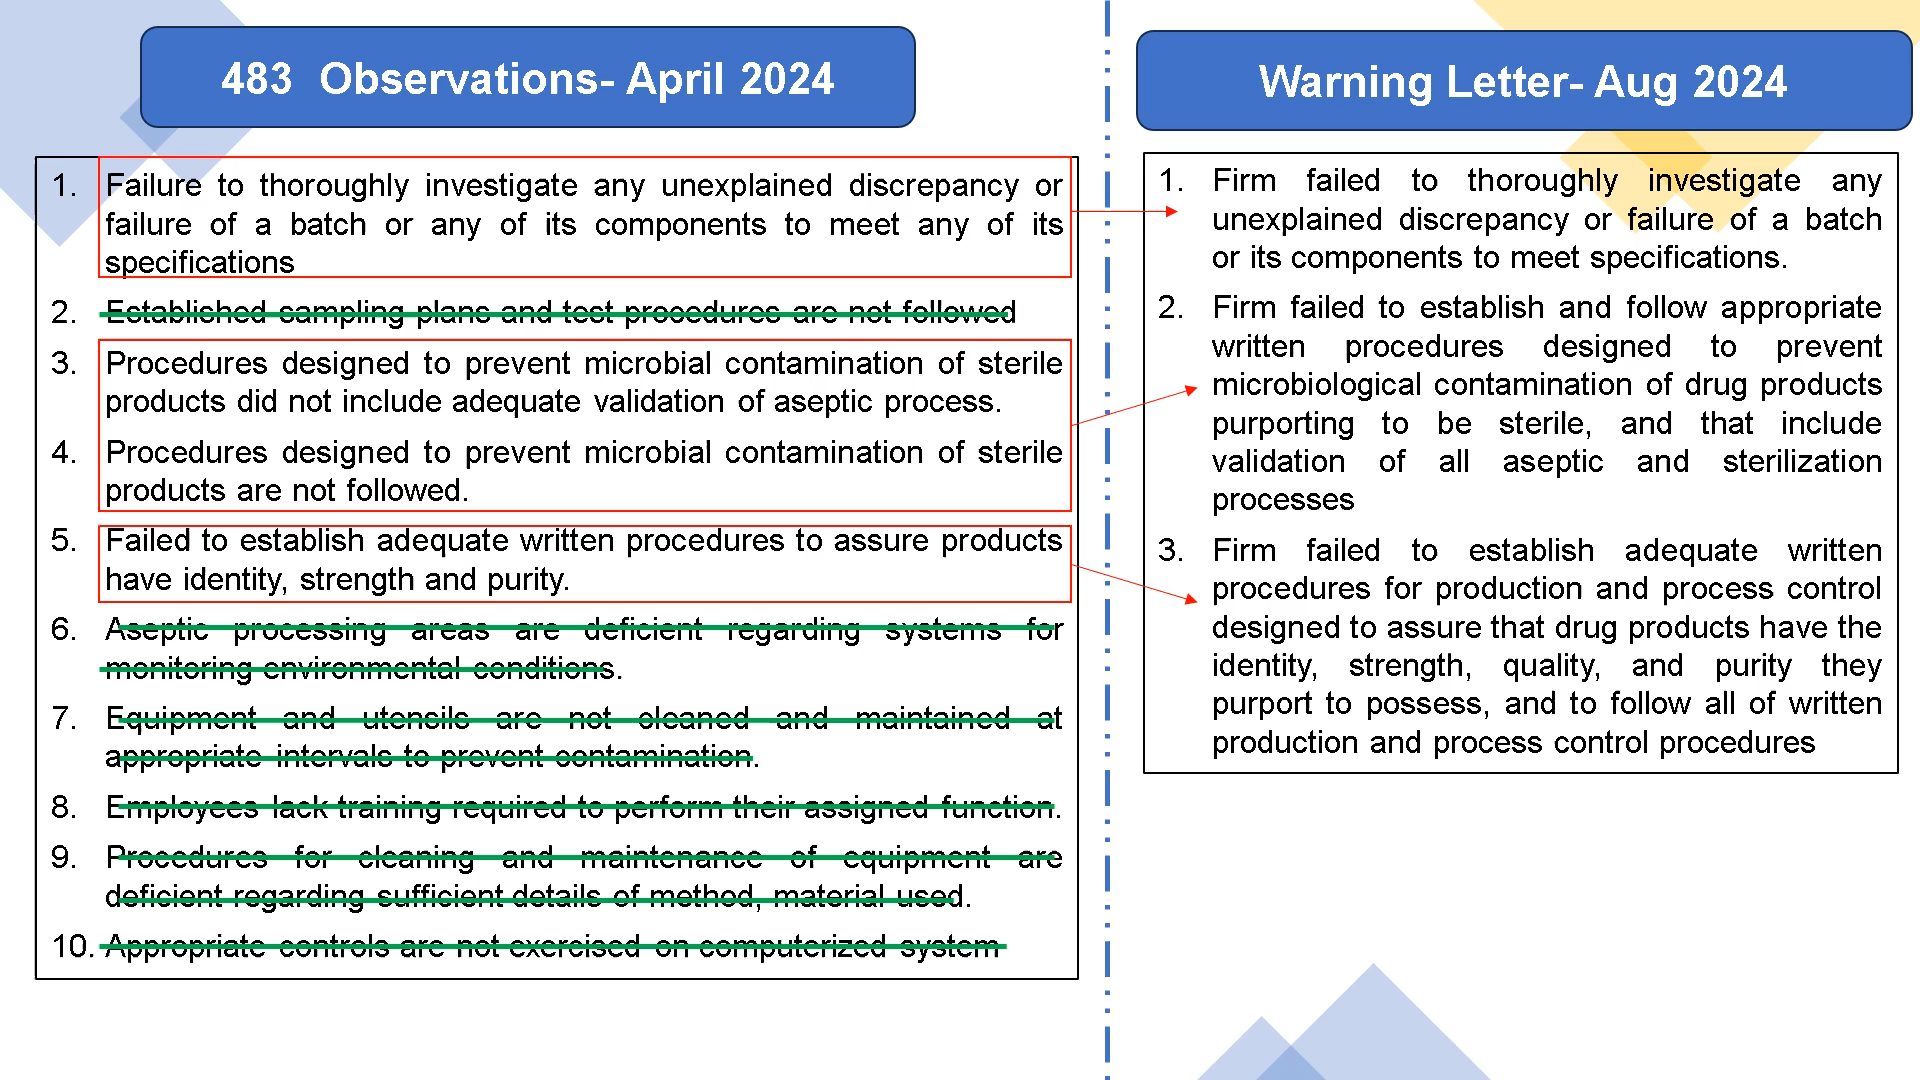 483 Observations- April 2024
1. Failure to thoroughly investigate any unexplained discrepancy or
failure of a batch or any of its components to meet any of its
specifications
2. Established sampling plans and test procedures are not followed
3. Procedures designed to prevent microbial contamination of sterile
products did not include adequate validation of aseptic process.
4. Procedures designed to prevent microbial contamination of sterile
products are not followed.
5. Failed to establish adequate written procedures to assure products
have identity, strength and purity.
6. Aseptic processing areas are deficient regarding systems for
monitoring environmental conditions.
7. Equipment and utensils are not cleaned and maintained at
appropriate intervals to prevent contamination.
8. Employees lack training required to perform their assigned function.
9. Procedures for cleaning and maintenance of equipment are
deficient regarding sufficient details of method, material used.
10. Appropriate controls are not exercised on computerized system
Warning Letter- Aug 2024
1. Firm failed to thoroughly investigate any
unexplained discrepancy or failure of a batch
or its components to meet specifications.
2. Firm failed to establish and follow appropriate
written procedures designed to prevent
microbiological contamination of drug products
purporting to be sterile, and that include
validation of all aseptic and sterilization
processes
3. Firm failed to establish adequate written
procedures for production and process control
designed to assure that drug products have the
identity, strength, quality, and purity they
purport to possess, and to follow all of written
production and process control procedures